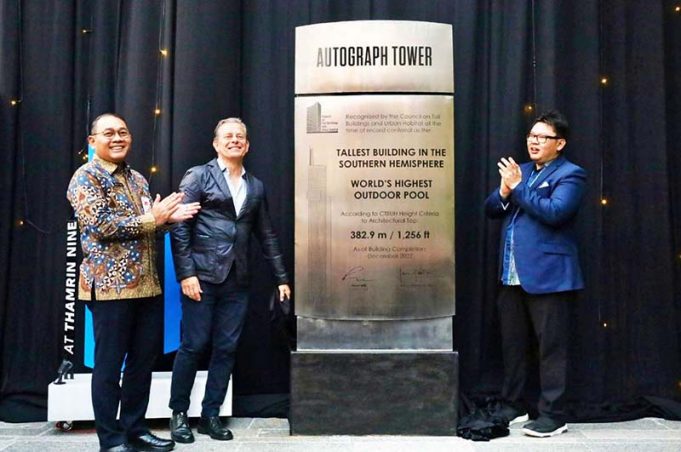 AUTOGRAPH TOWER
Recognised by the Council on Tall
Buildings and Urban Habitat at the
time of record conferral as the
TALLEST BUILDING IN THE
SOUTHERN HEMISPHERE
WORLD'S HIGHEST
OUTDOOR POOL
According to CTBUH Height Criteria
to Architectural Top:
382.9 m / 1,256 ft
As of Building Completion:
December 2022
AT THAMRIN NINE